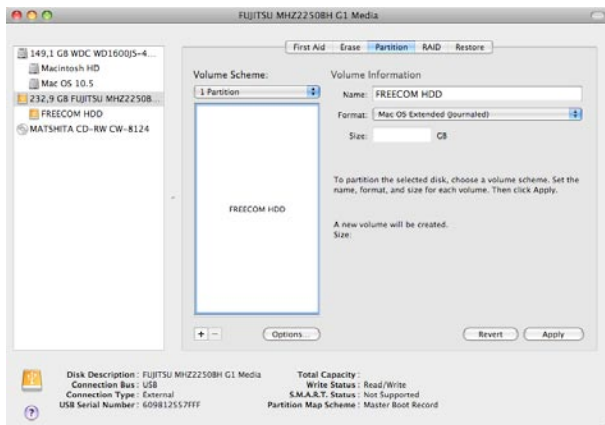 FUJITSU MHZ2250BH G1 Media
First Aid Erase Partition RAID Restore
149,1 GB WDC WD1600JS-4...
Macintosh HD
Mac OS 10.5
232,9 GB FUJITSU MHZ2250B...
FREECOM HDD
MATSHITA CD-RW CW-8124
Volume Scheme:
1 Partition
FREECOM HDD
+ −
Options...
Volume Information
Name: FREECOM HDD
Format: Mac OS Extended (Journaled)
Size: GB
To partition the selected disk, choose a volume scheme. Set the
name, format, and size for each volume. Then click Apply.
A new volume will be created.
Size:
Revert Apply
Disk Description : FUJITSU MHZ2250BH G1 Media
Connection Bus : USB
Connection Type : External
USB Serial Number : 609812557FFF
Total Capacity :
Write Status : Read/Write
S.M.A.R.T. Status : Not Supported
Partition Map Scheme : Master Boot Record
?